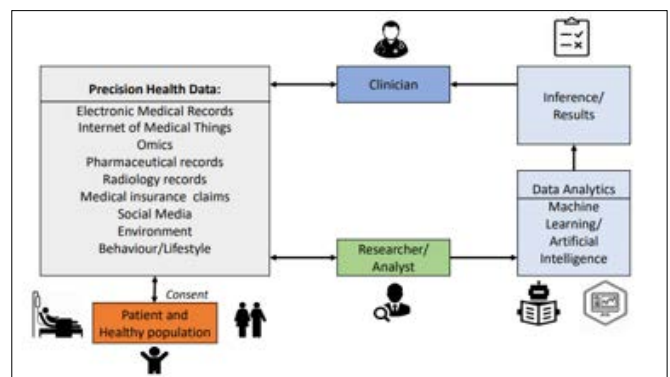 Precision Health Data:
Electronic Medical Records
Internet of Medical Things
Omics
Pharmaceutical records
Radiology records
Medical insurance claims
Social Media
Environment
Behaviour/Lifestyle
Consent
Patient and
Healthy population
Clinician
Researcher/
Analyst
Inference/
Results
Data Analytics
Machine
Learning/
Artificial
Intelligence